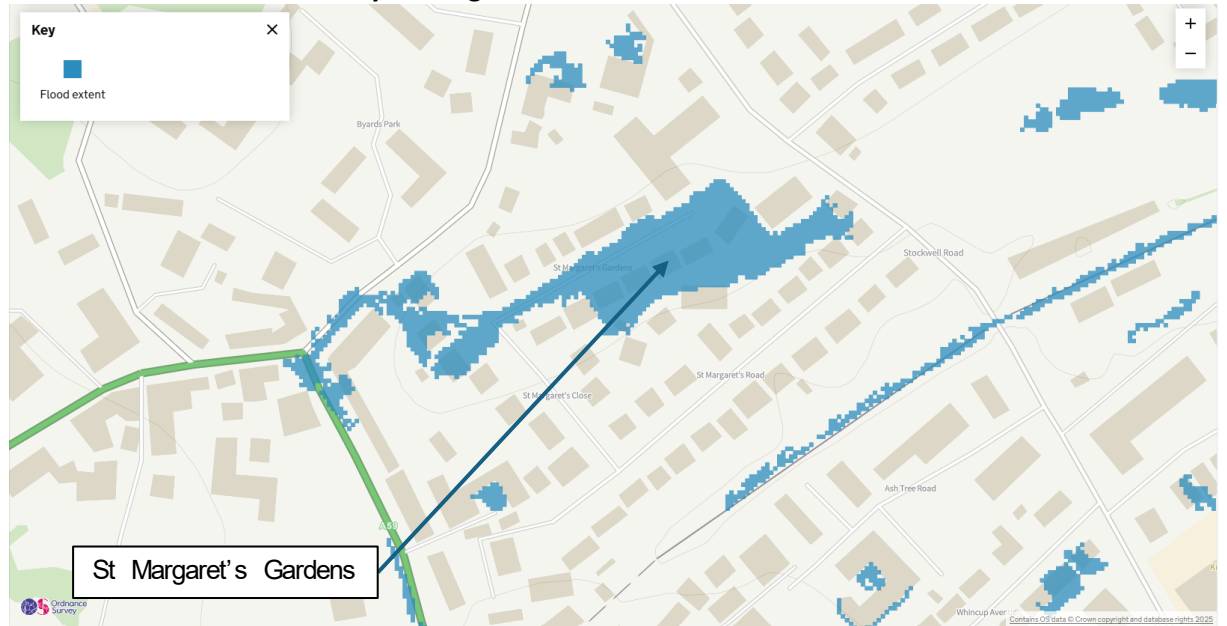 Key
×
Flood extent
+
−
Byards Park
St Margaret's Gardens
Stockwell Road
St Margaret's Road
St Margaret's Close
Ash Tree Road
A 59
St Margaret's Gardens
Ordnance
Survey
Whincup Avenue
Contains OS data © Crown copyright and database rights 2025